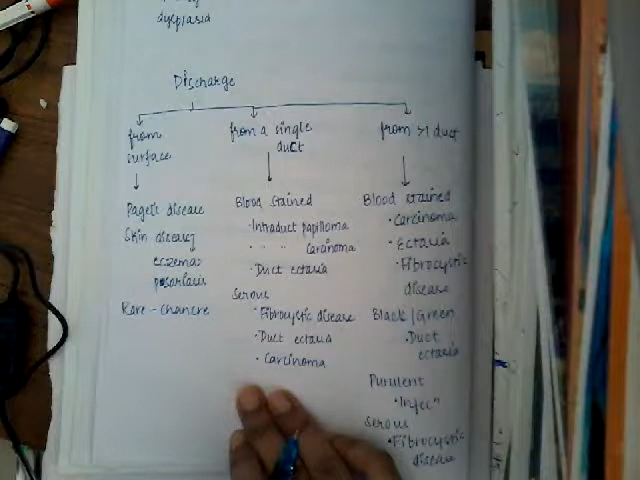 dysplasia
Discharge
from surface
Paget's disease
Skin diseases
eczema,
psoriasis
Rare - chancre
from a single duct
Blood stained
· Intraduct papilloma
· " " carcinoma
· Duct ectasia
Serous
· Fibrocystic disease
· Duct ectasia
· Carcinoma
from >1 duct
Blood stained
· Carcinoma
· Ectasia
· Fibrocystic
disease
Black/Green
· Duct
ectasia
Purulent
· Infecⁿ
Serous
· Fibrocystic
disease